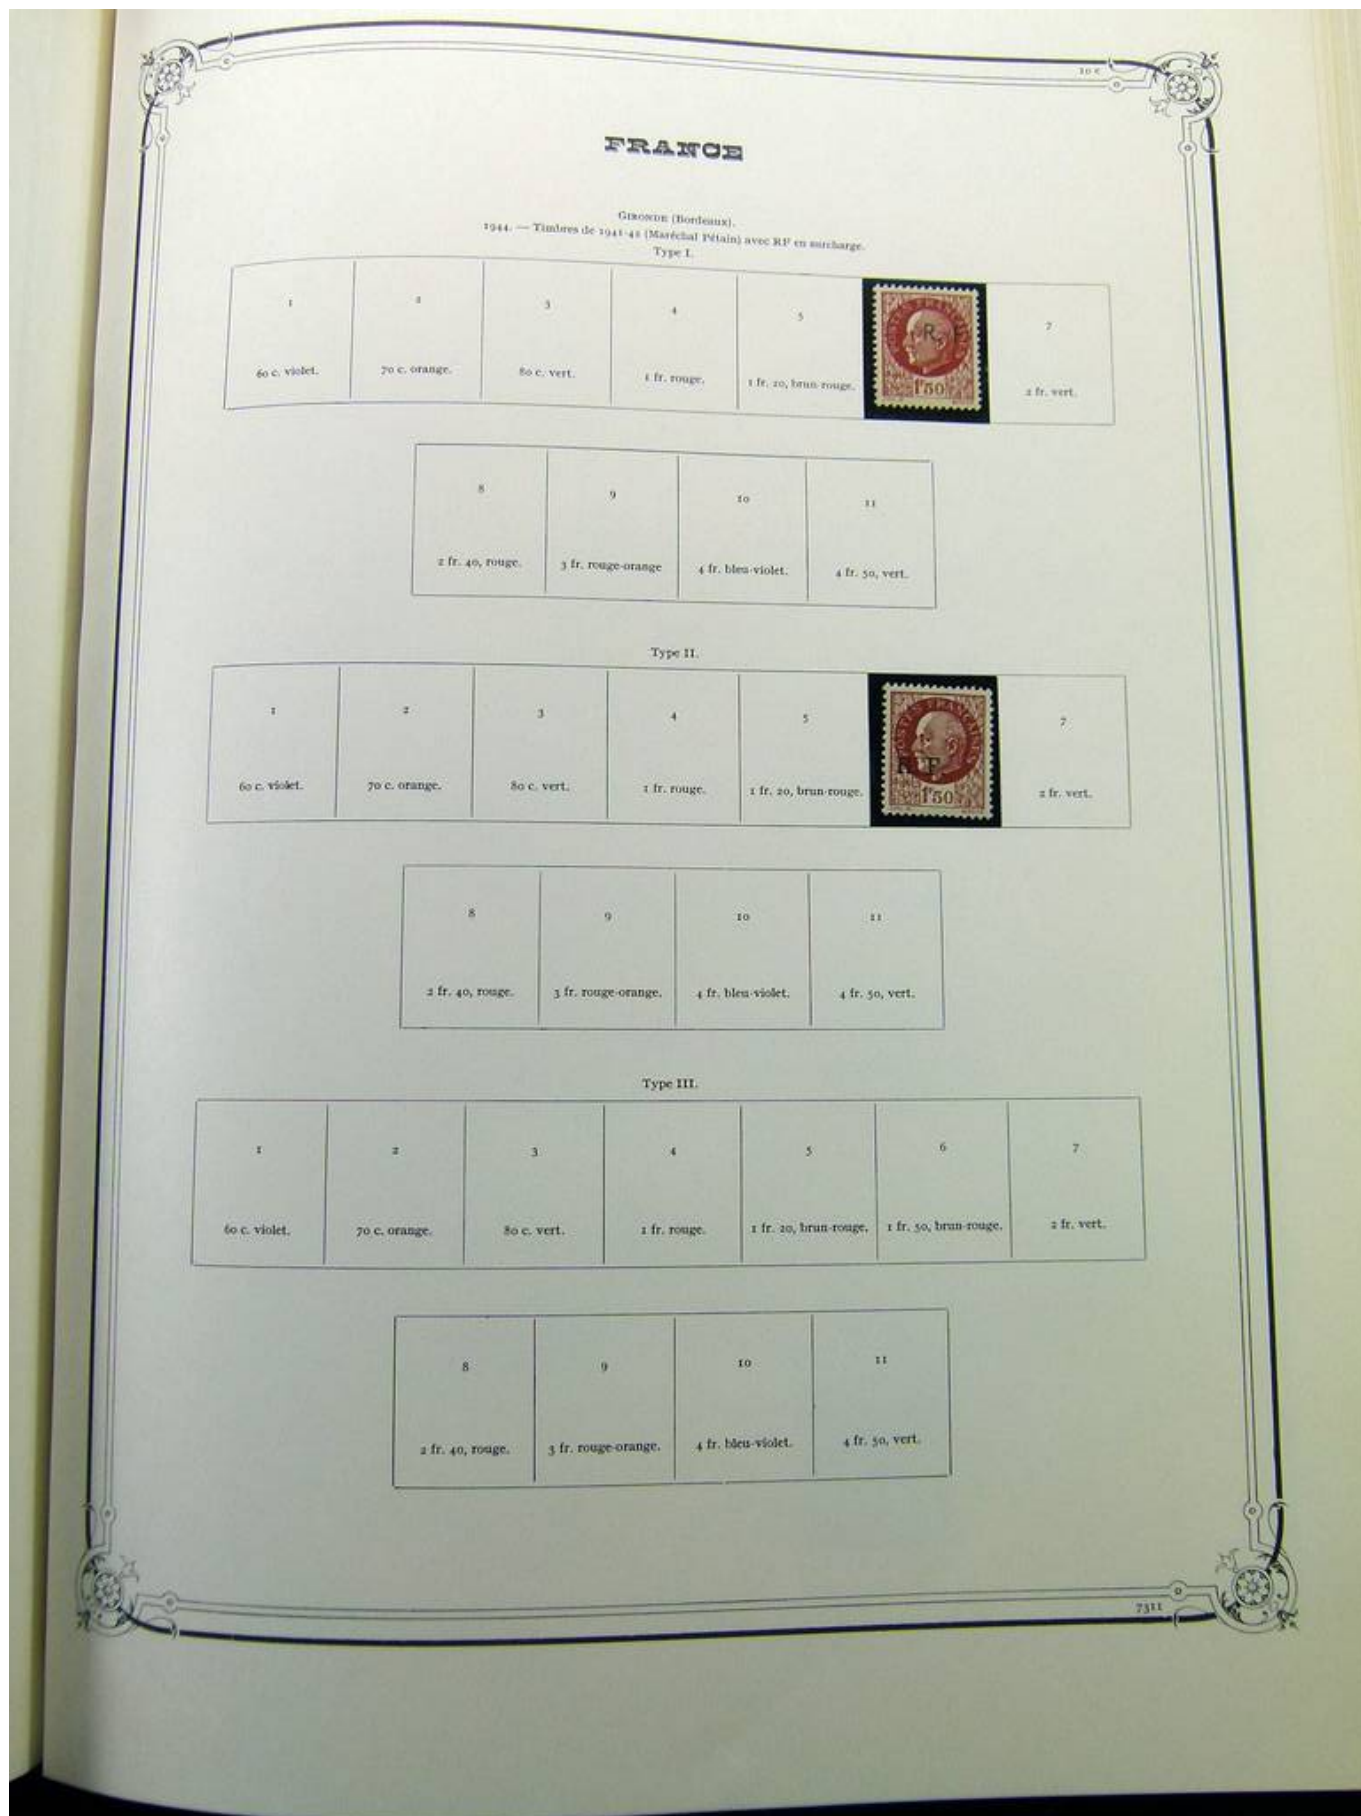 10 c
FRANCE
GIRONDE (Bordeaux).
1944. — Timbres de 1941-42 (Maréchal Pétain) avec RF en surcharge.
Type I.
1 2 3 4 5 7
60 c. violet. 70 c. orange. 80 c. vert. 1 fr. rouge. 1 fr. 20, brun-rouge. 2 fr. vert.
POSTES FRANÇAISES
R F
1F50
8 9 10 11
2 fr. 40, rouge. 3 fr. rouge-orange 4 fr. bleu-violet. 4 fr. 50, vert.
Type II.
1 2 3 4 5 7
60 c. violet. 70 c. orange. 80 c. vert. 1 fr. rouge. 1 fr. 20, brun-rouge. 2 fr. vert.
POSTES FRANÇAISES
R F
1F50
8 9 10 11
2 fr. 40, rouge. 3 fr. rouge-orange. 4 fr. bleu-violet. 4 fr. 50, vert.
Type III.
1 2 3 4 5 6 7
60 c. violet. 70 c. orange. 80 c. vert. 1 fr. rouge. 1 fr. 20, brun-rouge. 1 fr. 50, brun-rouge. 2 fr. vert.
8 9 10 11
2 fr. 40, rouge. 3 fr. rouge-orange. 4 fr. bleu-violet. 4 fr. 50, vert.
7311